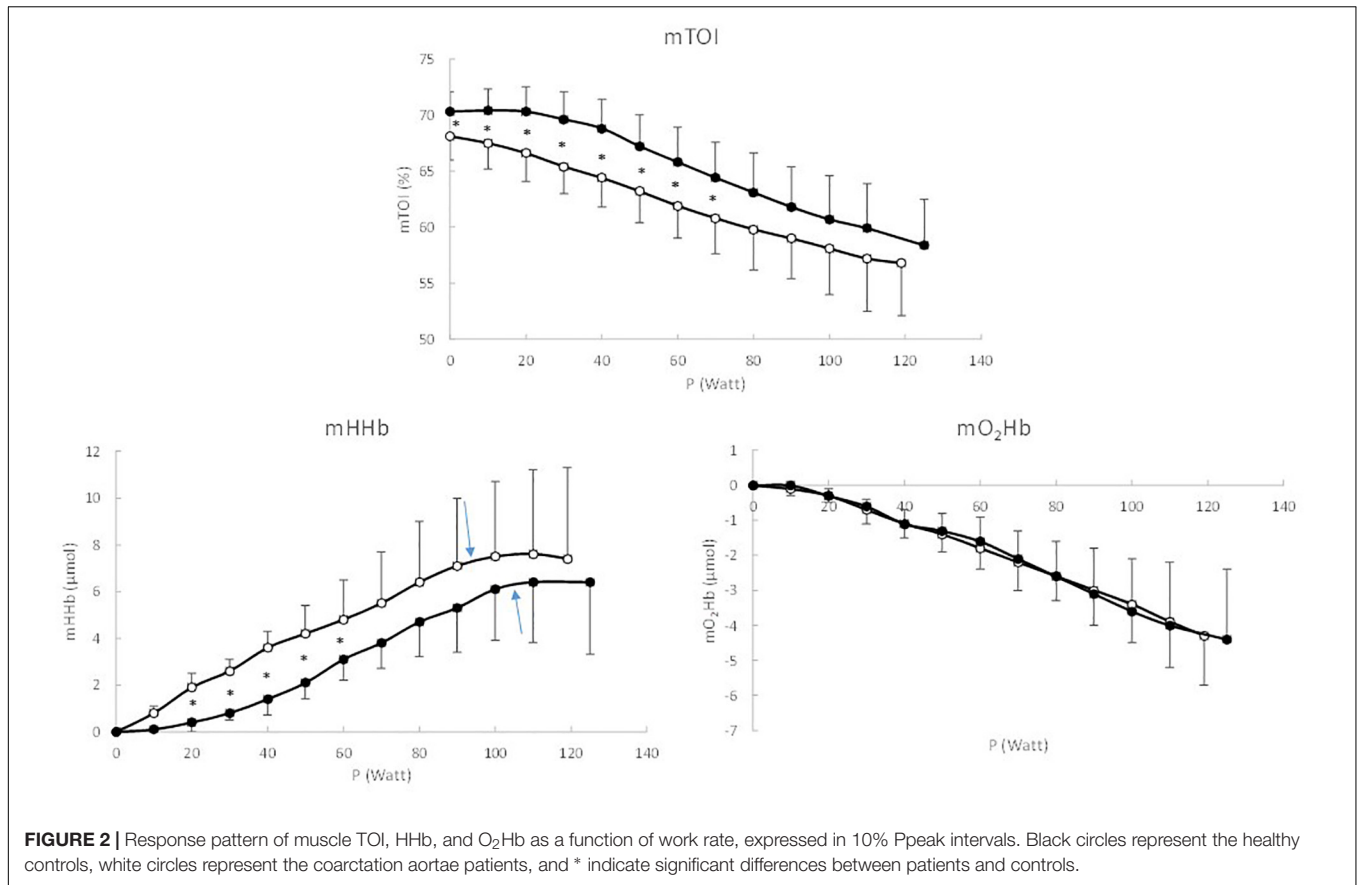 mTOI
75
70
65
60
55
50
mTOI (%)
* * * * * * * *
0 20 40 60 80 100 120 140
P (Watt)
mHHb
12
10
8
6
4
2
0
mHHb (µmol)
* * * * *
0 20 40 60 80 100 120 140
P (Watt)
mO₂Hb
1
0
-1
-2
-3
-4
-5
-6
-7
mO₂Hb (µmol)
0 20 40 60 80 100 120 140
P (Watt)
FIGURE 2 | Response pattern of muscle TOI, HHb, and O₂Hb as a function of work rate, expressed in 10% Ppeak intervals. Black circles represent the healthy
controls, white circles represent the coarctation aortae patients, and * indicate significant differences between patients and controls.